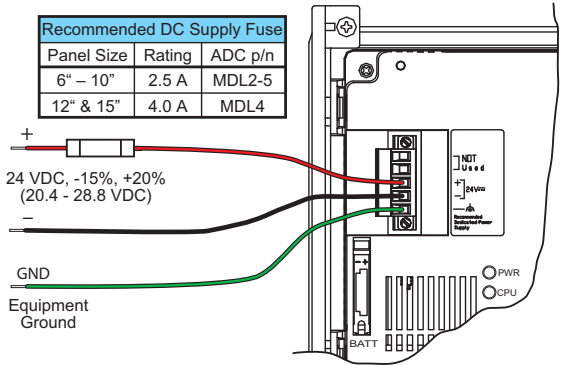 Recommended DC Supply Fuse
Panel Size Rating ADC p/n
6“ – 10” 2.5 A MDL2-5
12“ & 15” 4.0 A MDL4
+
24 VDC, -15%, +20%
(20.4 - 28.8 VDC)
–
GND
Equipment
Ground
NOT
Used
+
24V
–
Recommended
Dedicated Power
Supply
– +
BATT
PWR
CPU